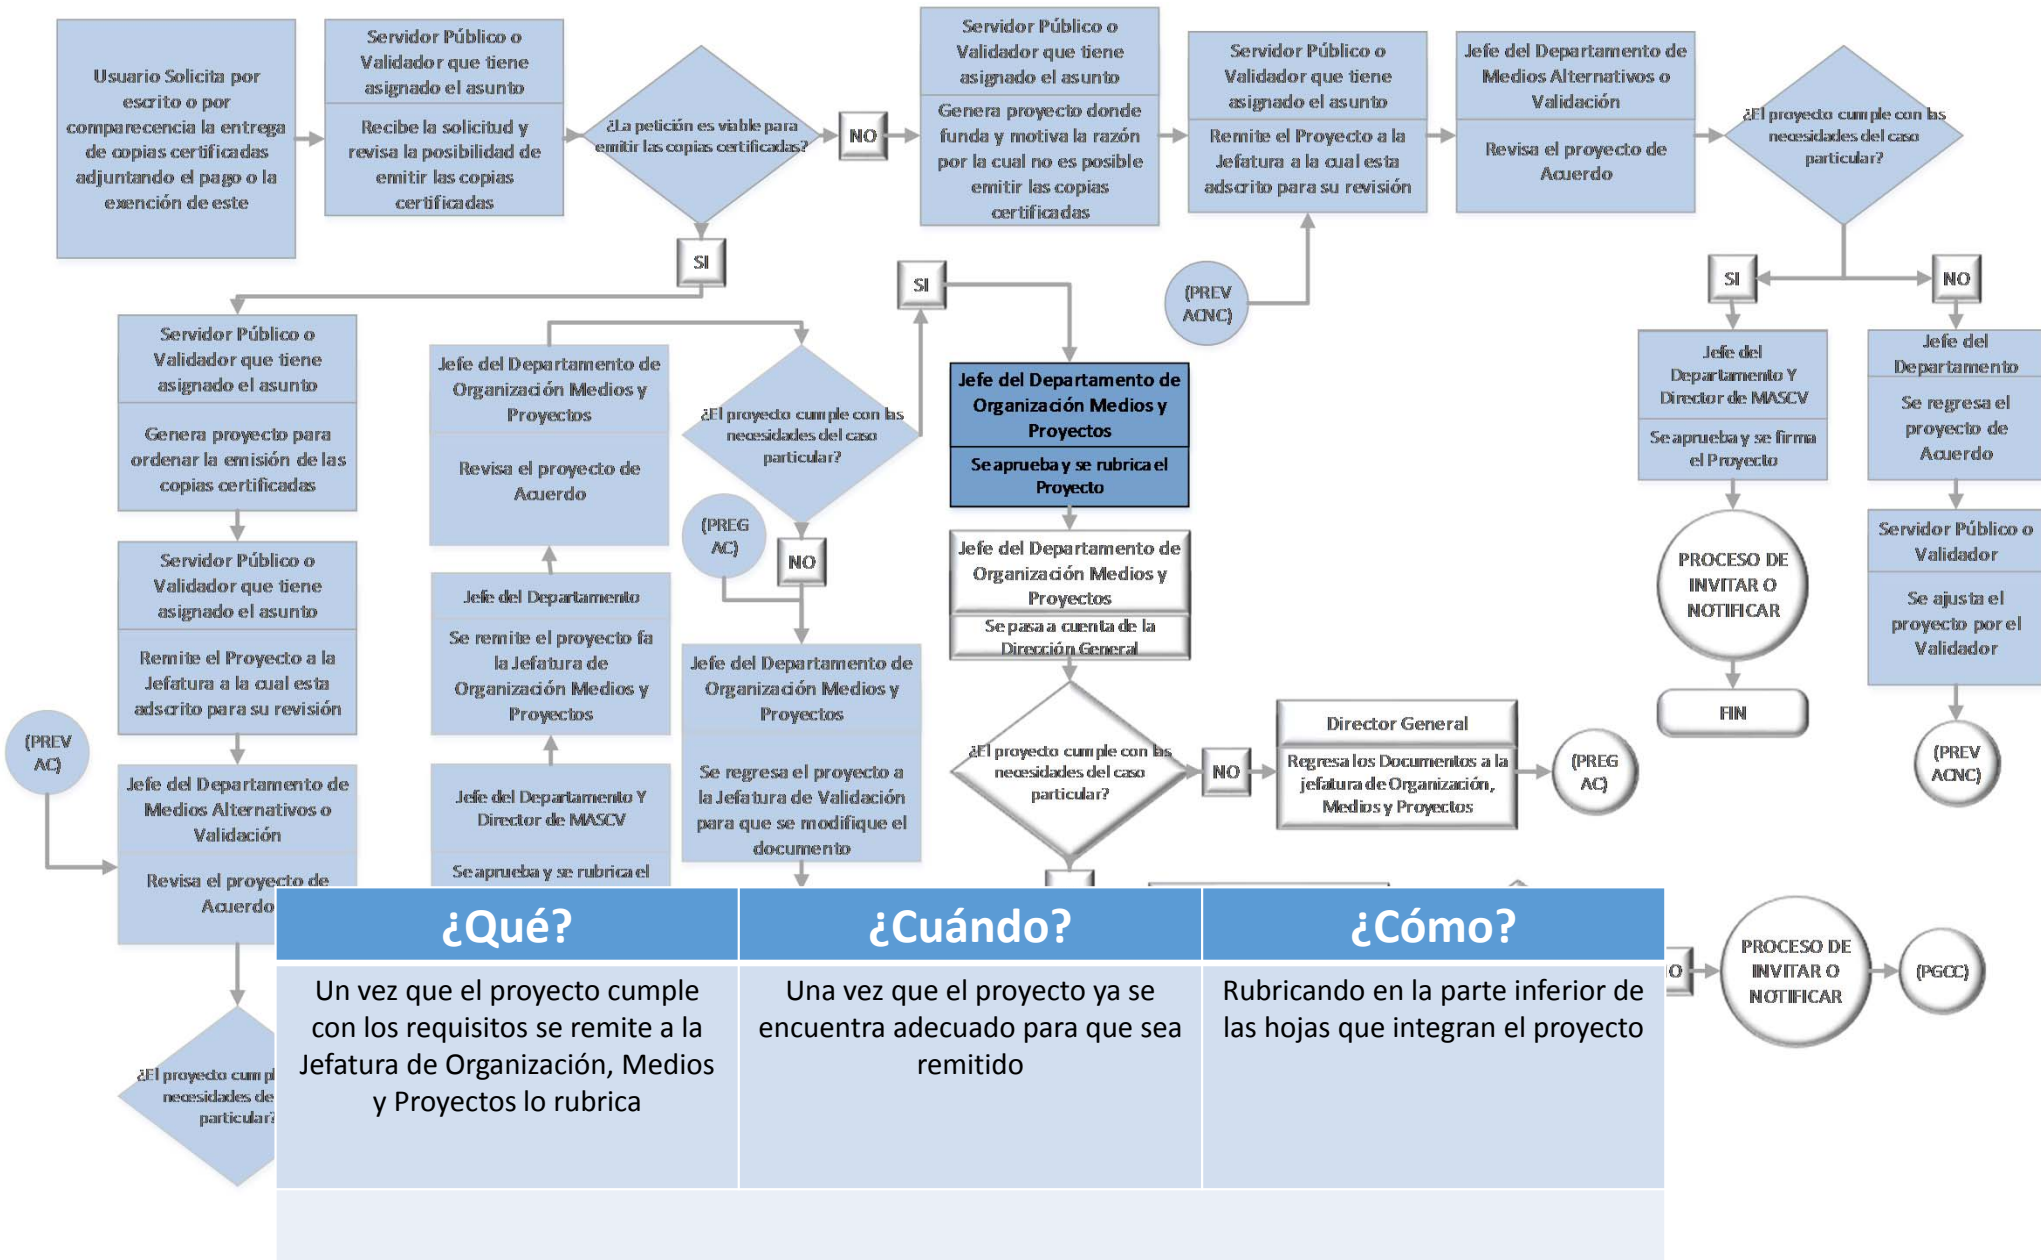 Usuario Solicita por
escrito o por
comparecencia la entrega
de copias certificadas
adjuntando el pago o la
exención de este
Servidor Público o
Validador que tiene
asignado el asunto
Recibe la solicitud y
revisa la posibilidad de
emitir las copias
certificadas
¿La petición es viable para
emitir las copias certificadas?
NO
Servidor Público o
Validador que tiene
asignado el asunto
Genera proyecto donde
funda y motiva la razón
por la cual no es posible
emitir las copias
certificadas
Servidor Público o
Validador que tiene
asignado el asunto
Remite el Proyecto a la
Jefatura a la cual esta
adscrito para su revisión
Jefe del Departamento de
Medios Alternativos o
Validación
Revisa el proyecto de
Acuerdo
¿El proyecto cumple con las
necesidades del caso
particular?
SI
SI
(PREV
ACNC)
SI
NO
Servidor Público o
Validador que tiene
asignado el asunto
Genera proyecto para
ordenar la emisión de las
copias certificadas
Jefe del Departamento de
Organización Medios y
Proyectos
Revisa el proyecto de
Acuerdo
¿El proyecto cumple con las
necesidades del caso
particular?
Jefe del Departamento de
Organización Medios y
Proyectos
Se aprueba y se rubrica el
Proyecto
Jefe del
Departamento Y
Director de MASCV
Se aprueba y se firma
el Proyecto
Jefe del
Departamento
Se regresa el
proyecto de
Acuerdo
(PREG
AC)
NO
Servidor Público o
Validador que tiene
asignado el asunto
Remite el Proyecto a la
Jefatura a la cual esta
adscrito para su revisión
Jefe del Departamento
Se remite el proyecto fa
la Jefatura de
Organización Medios y
Proyectos
Jefe del Departamento de
Organización Medios y
Proyectos
Se regresa el proyecto a
la Jefatura de Validación
para que se modifique el
documento
Jefe del Departamento de
Organización Medios y
Proyectos
Se pasa a cuenta de la
Dirección General
PROCESO DE
INVITAR O
NOTIFICAR
Servidor Público o
Validador
Se ajusta el
proyecto por el
Validador
FIN
(PREV
AC)
Jefe del Departamento de
Medios Alternativos o
Validación
Revisa el proyecto de
Acuerdo
Jefe del Departamento Y
Director de MASCV
Se aprueba y se rubrica el
¿El proyecto cumple con las
necesidades del caso
particular?
NO
Director General
Regresa los Documentos a la
jefatura de Organización,
Medios y Proyectos
(PREG
AC)
(PREV
ACNC)
¿Qué?
¿Cuándo?
¿Cómo?
Un vez que el proyecto cumple
con los requisitos se remite a la
Jefatura de Organización, Medios
y Proyectos lo rubrica
Una vez que el proyecto ya se
encuentra adecuado para que sea
remitido
Rubricando en la parte inferior de
las hojas que integran el proyecto
PROCESO DE
INVITAR O
NOTIFICAR
(PGCC)
¿El proyecto
necesidades
particular?